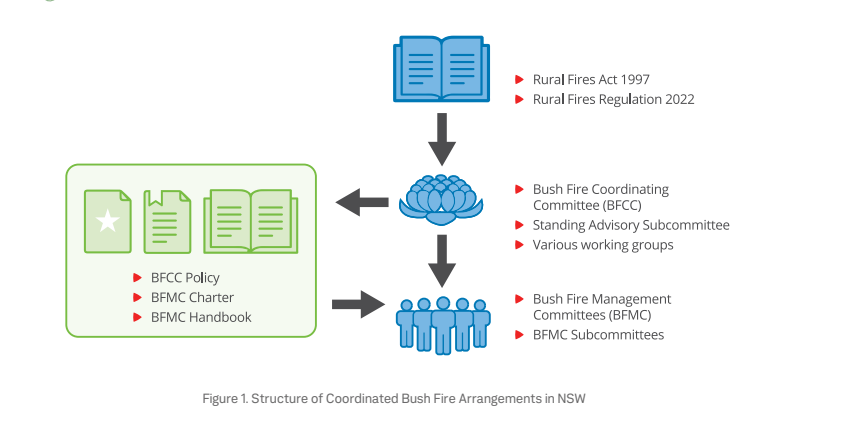 Rural Fires Act 1997
Rural Fires Regulation 2022
Bush Fire Coordinating
Committee (BFCC)
Standing Advisory Subcommittee
Various working groups
BFCC Policy
BFMC Charter
BFMC Handbook
Bush Fire Management
Committees (BFMC)
BFMC Subcommittees
Figure 1. Structure of Coordinated Bush Fire Arrangements in NSW